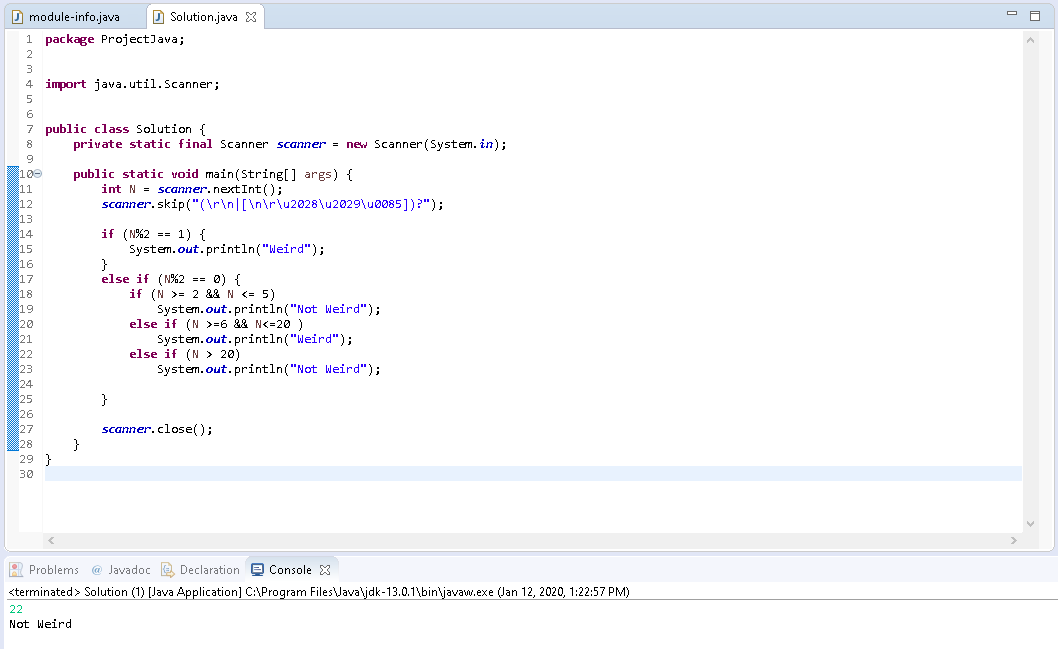 module-info.java
Solution.java
1 package ProjectJava;
2
3
4 import java.util.Scanner;
5
6
7 public class Solution {
8     private static final Scanner scanner = new Scanner(System.in);
9
10     public static void main(String[] args) {
11         int N = scanner.nextInt();
12         scanner.skip("(\r\n|[\n\r\u2028\u2029\u0085])?");
13
14         if (N%2 == 1) {
15             System.out.println("Weird");
16         }
17         else if (N%2 == 0) {
18             if (N >= 2 && N <= 5)
19                 System.out.println("Not Weird");
20             else if (N >=6 && N<=20 )
21                 System.out.println("Weird");
22             else if (N > 20)
23                 System.out.println("Not Weird");
24
25         }
26
27         scanner.close();
28     }
29 }
30
Problems @ Javadoc Declaration Console
<terminated> Solution (1) [Java Application] C:\Program Files\Java\jdk-13.0.1\bin\javaw.exe (Jan 12, 2020, 1:22:57 PM)
22
Not Weird